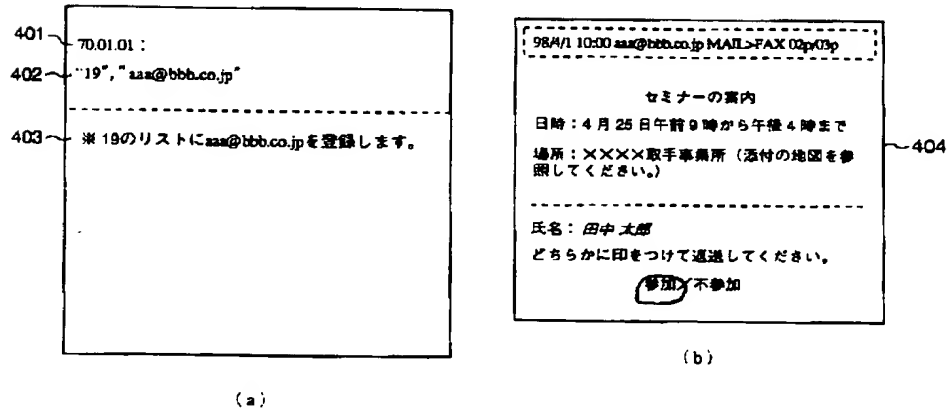 401
70.01.01：
402
"19", "aaa@bbb.co.jp"
403
※ 19のリストにaaa@bbb.co.jpを登録します。
(a)
98/4/1 10:00 aaa@bbb.co.jp MAIL>FAX 02p/03p
セミナーの案内
日時：4月25日午前9時から午後4時まで
場所：××××取手事業所（添付の地図を参
照してください。）
404
氏名：田中 太郎
どちらかに印をつけて返送してください。
参加／不参加
(b)